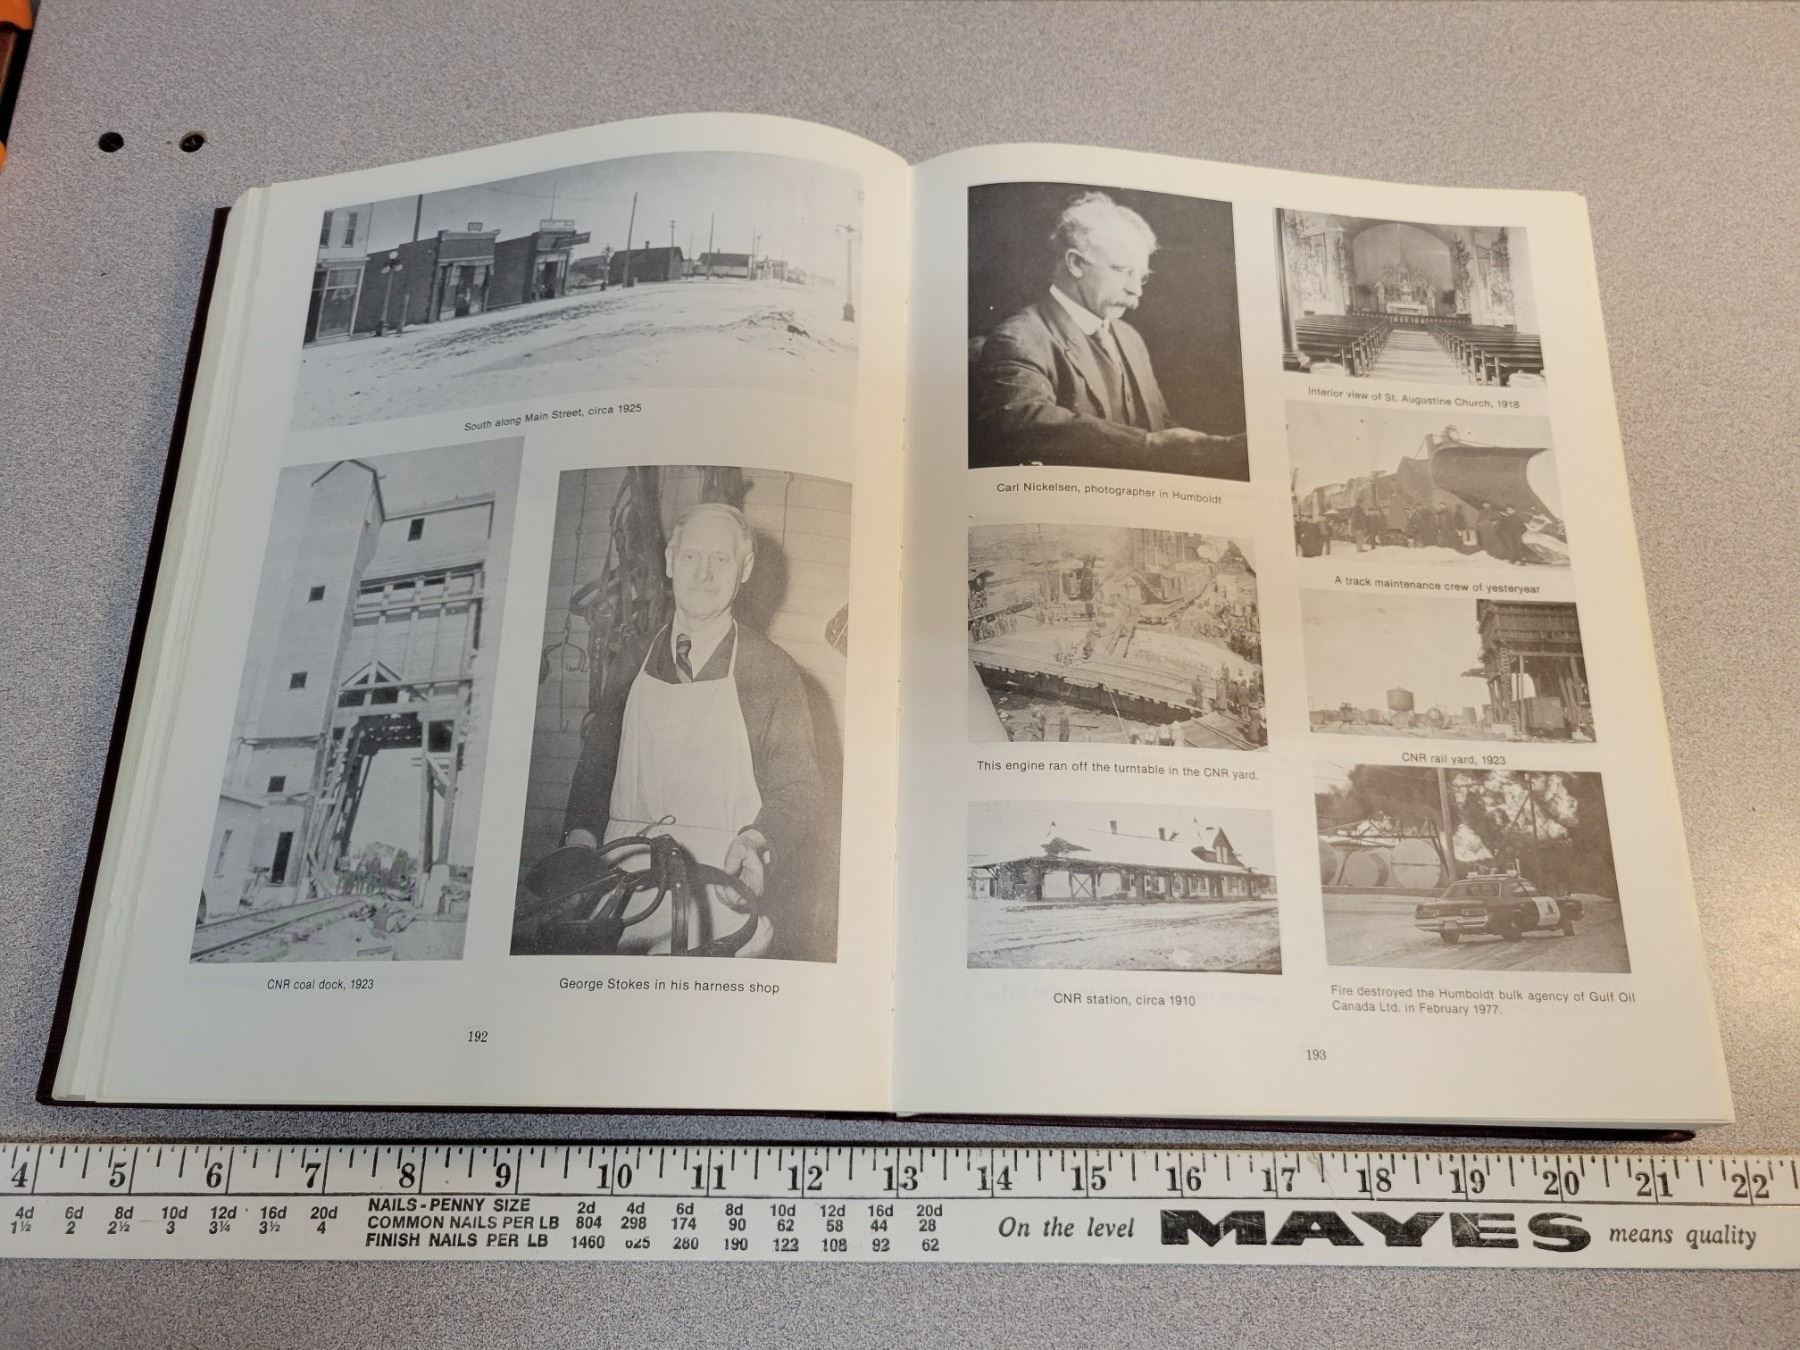 South along Main Street, circa 1925
CNR coal dock, 1923
George Stokes in his harness shop
192
Carl Nickelsen, photographer in Humboldt
Interior view of St. Augustine Church, 1918
A track maintenance crew of yesteryear
This engine ran off the turntable in the CNR yard.
CNR rail yard, 1923
CNR station, circa 1910
Fire destroyed the Humboldt bulk agency of Gulf Oil
Canada Ltd. in February 1977.
193
4 5 6 7 8 9 10 11 12 13 14 15 16 17 18 19 20 21 22
4d 6d 8d 10d 12d 16d 20d
1½ 2 2½ 3 3¼ 3½ 4
NAILS-PENNY SIZE 2d 4d 6d 8d 10d 12d 16d 20d
COMMON NAILS PER LB 804 298 174 90 62 58 44 28
FINISH NAILS PER LB 1460 625 280 190 123 108 92 62
On the level MAYES means quality